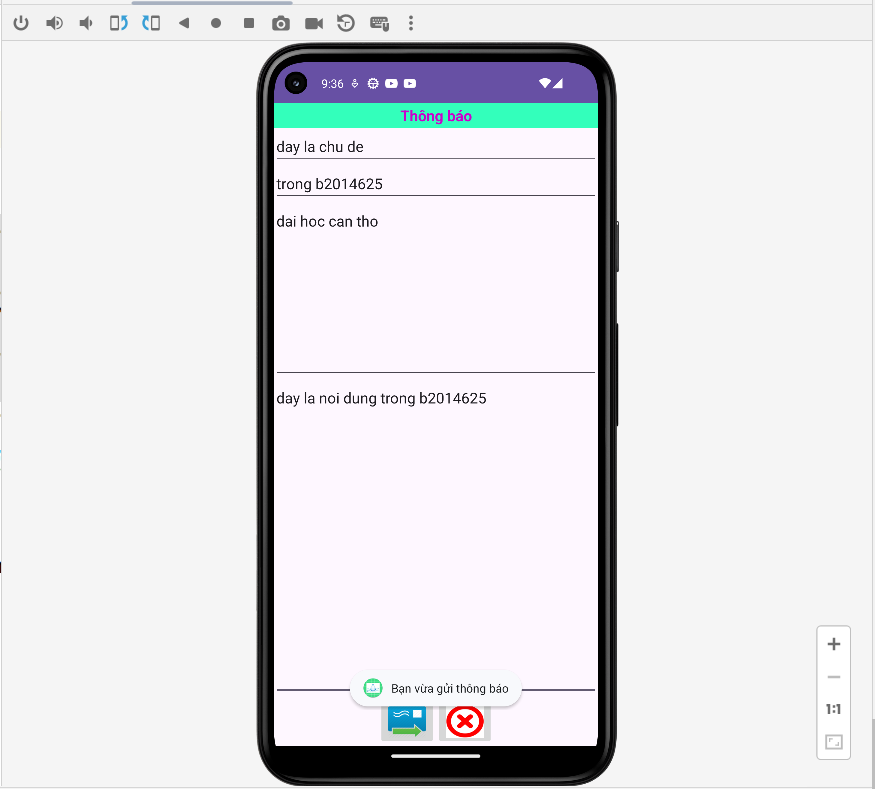 9:36
Thông báo
day la chu de
trong b2014625
dai hoc can tho
day la noi dung trong b2014625
Bạn vừa gửi thông báo
1:1